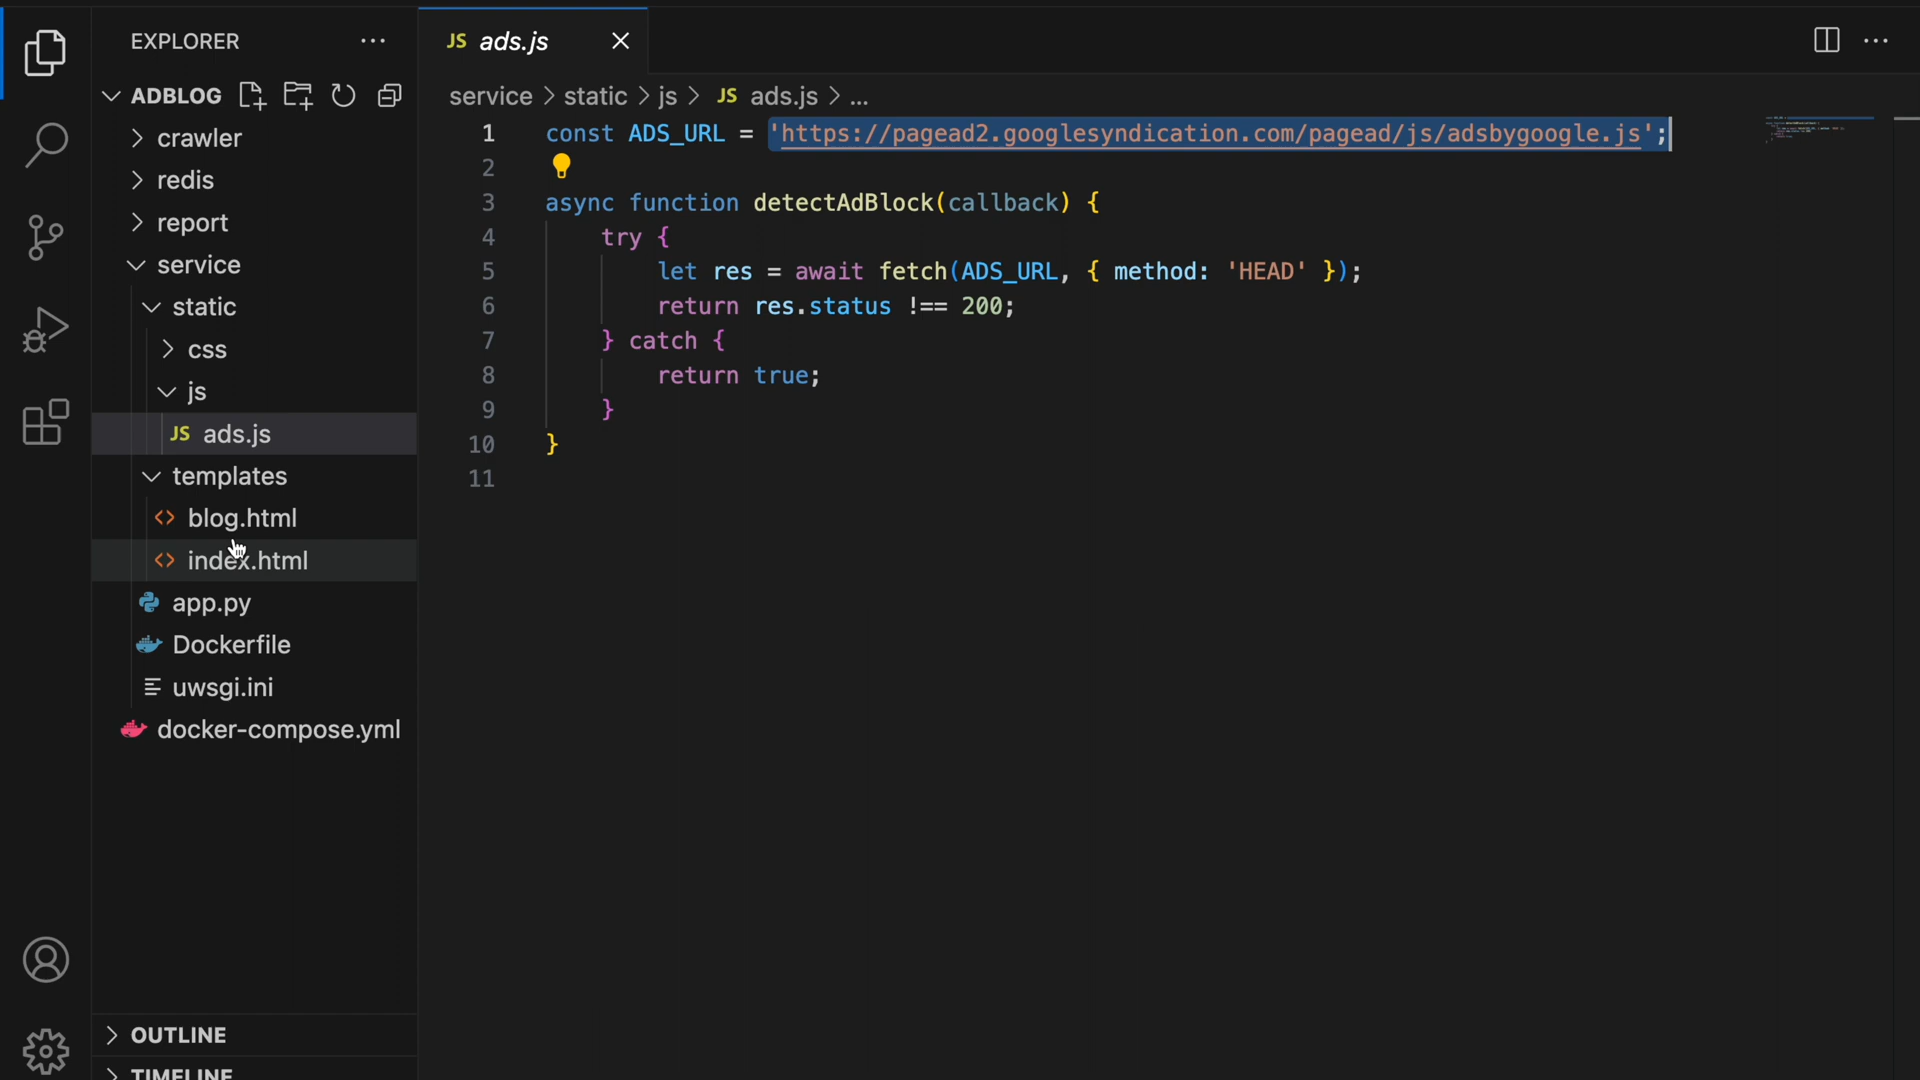 EXPLORER
ADBLOG
crawler
redis
report
service
static
css
js
JS ads.js
templates
<> blog.html
<> index.html
app.py
Dockerfile
uwsgi.ini
docker-compose.yml
OUTLINE
TIMELINE
JS ads.js
service > static > js > JS ads.js > ...
1 const ADS_URL = 'https://pagead2.googlesyndication.com/pagead/js/adsbygoogle.js';
2
3 async function detectAdBlock(callback) {
4 try {
5 let res = await fetch(ADS_URL, { method: 'HEAD' });
6 return res.status !== 200;
7 } catch {
8 return true;
9 }
10 }
11